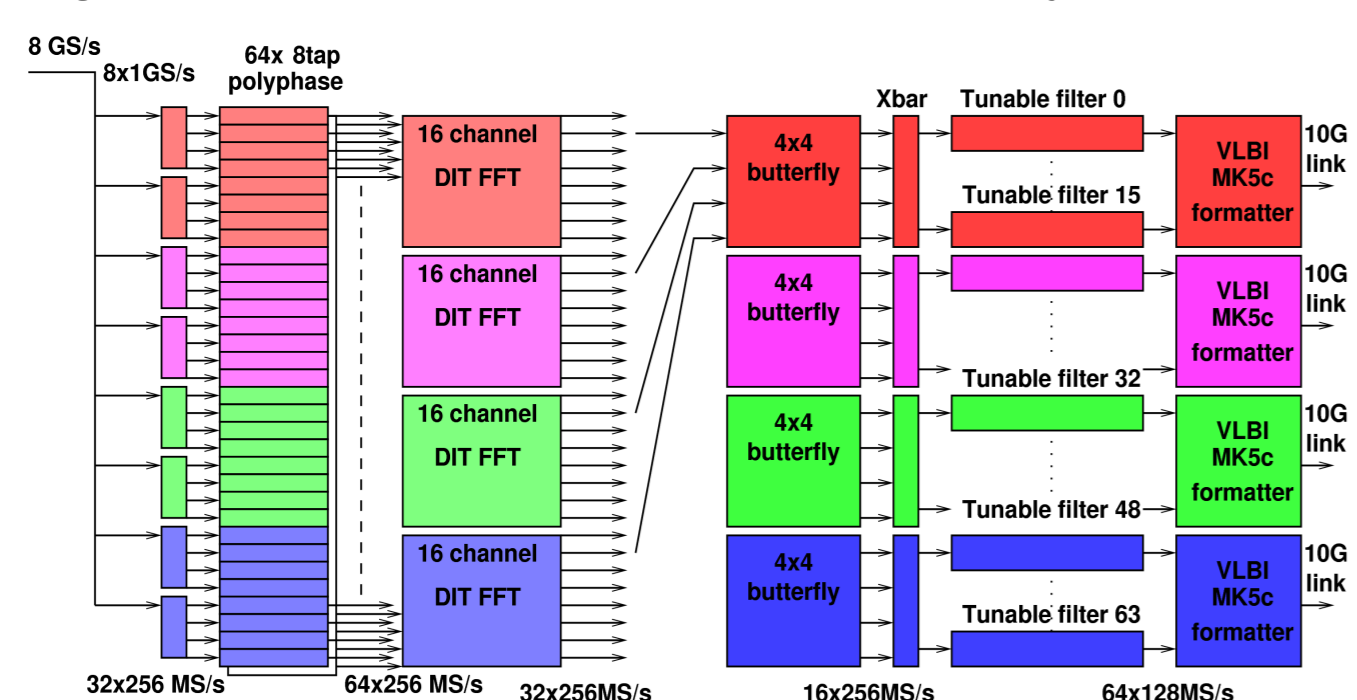 8 GS/s
8x1GS/s
64x 8tap
polyphase
Xbar
Tunable filter 0
16 channel
DIT FFT
4x4
butterfly
VLBI
MK5c
formatter
10G
link
Tunable filter 15
16 channel
DIT FFT
4x4
butterfly
VLBI
MK5c
formatter
10G
link
Tunable filter 32
16 channel
DIT FFT
4x4
butterfly
VLBI
MK5c
formatter
10G
link
Tunable filter 48
16 channel
DIT FFT
4x4
butterfly
VLBI
MK5c
formatter
10G
link
Tunable filter 63
32x256 MS/s
64x256 MS/s
32x256MS/s
16x256MS/s
64x128MS/s